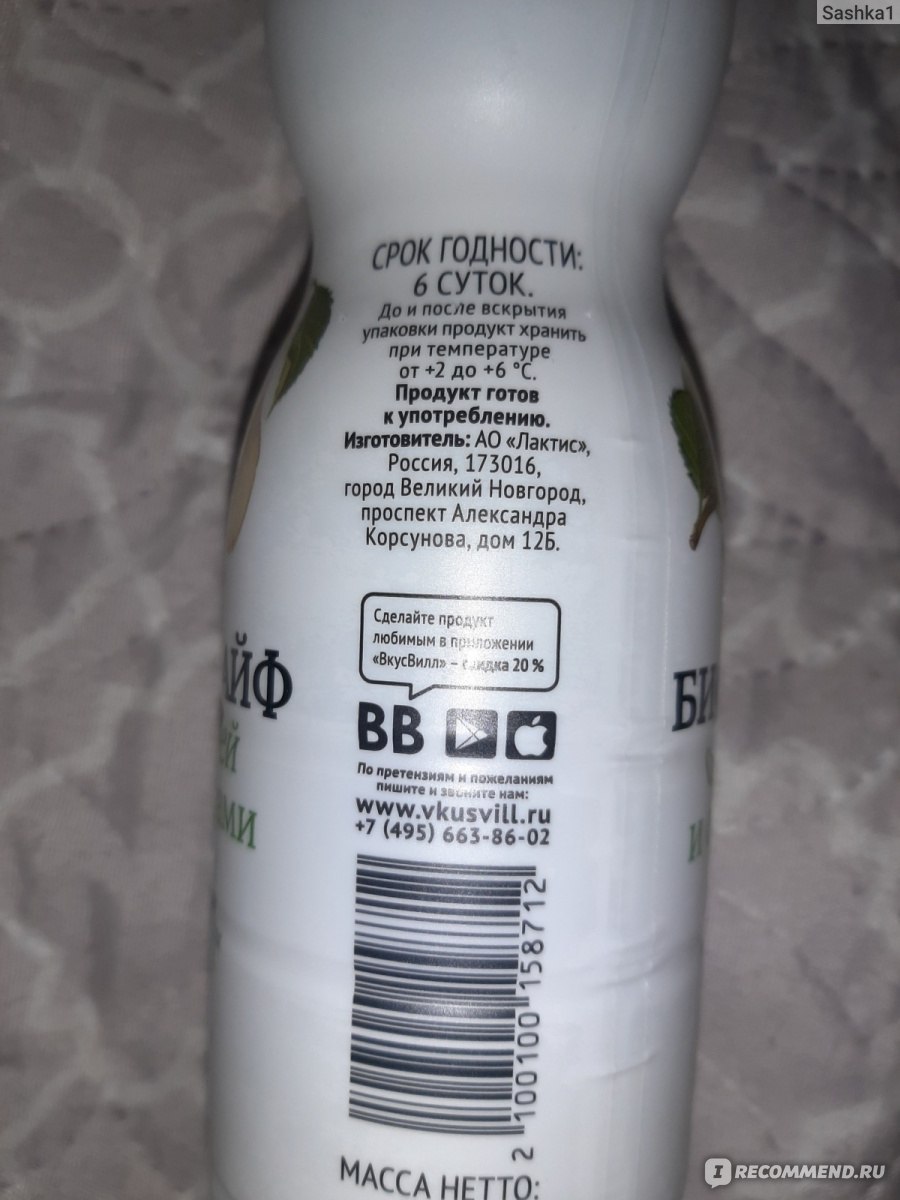 Sashka1
СРОК ГОДНОСТИ:
6 СУТОК.
До и после вскрытия
упаковки продукт хранить
при температуре
от +2 до +6 °С.
Продукт готов
к употреблению.
Изготовитель: АО «Лактис»,
Россия, 173016,
город Великий Новгород,
проспект Александра
Корсунова, дом 12Б.
Сделайте продукт
любимым в приложении
«ВкусВилл» – скидка 20 %
ВВ
По претензиям и пожеланиям
пишите и звоните нам:
www.vkusvill.ru
+7 (495) 663-86-02
2 100100 158712
МАССА НЕТТО:
АЙФ
ЕЙ
АМИ
БИ
И
IRECOMMEND.RU